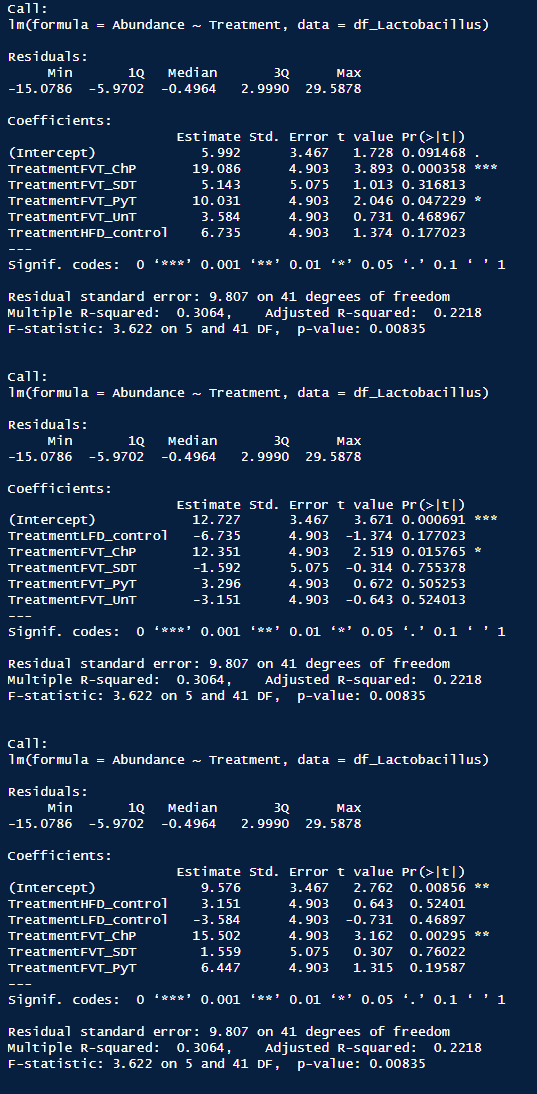 Call:
lm(formula = Abundance ~ Treatment, data = df_Lactobacillus)
Residuals:
Min 1Q Median 3Q Max
-15.0786 -5.9702 -0.4964 2.9990 29.5878
Coefficients:
Estimate Std. Error t value Pr(>|t|)
(Intercept) 5.992 3.467 1.728 0.091468 .
TreatmentFVT_ChP 19.086 4.903 3.893 0.000358 ***
TreatmentFVT_SDT 5.143 5.075 1.013 0.316813
TreatmentFVT_PyT 10.031 4.903 2.046 0.047229 *
TreatmentFVT_UnT 3.584 4.903 0.731 0.468967
TreatmentHFD_control 6.735 4.903 1.374 0.177023
---
Signif. codes: 0 ‘***’ 0.001 ‘**’ 0.01 ‘*’ 0.05 ‘.’ 0.1 ‘ ’ 1
Residual standard error: 9.807 on 41 degrees of freedom
Multiple R-squared: 0.3064, Adjusted R-squared: 0.2218
F-statistic: 3.622 on 5 and 41 DF, p-value: 0.00835
Call:
lm(formula = Abundance ~ Treatment, data = df_Lactobacillus)
Residuals:
Min 1Q Median 3Q Max
-15.0786 -5.9702 -0.4964 2.9990 29.5878
Coefficients:
Estimate Std. Error t value Pr(>|t|)
(Intercept) 12.727 3.467 3.671 0.000691 ***
TreatmentLFD_control -6.735 4.903 -1.374 0.177023
TreatmentFVT_ChP 12.351 4.903 2.519 0.015765 *
TreatmentFVT_SDT -1.592 5.075 -0.314 0.755378
TreatmentFVT_PyT 3.296 4.903 0.672 0.505253
TreatmentFVT_UnT -3.151 4.903 -0.643 0.524013
---
Signif. codes: 0 ‘***’ 0.001 ‘**’ 0.01 ‘*’ 0.05 ‘.’ 0.1 ‘ ’ 1
Residual standard error: 9.807 on 41 degrees of freedom
Multiple R-squared: 0.3064, Adjusted R-squared: 0.2218
F-statistic: 3.622 on 5 and 41 DF, p-value: 0.00835
Call:
lm(formula = Abundance ~ Treatment, data = df_Lactobacillus)
Residuals:
Min 1Q Median 3Q Max
-15.0786 -5.9702 -0.4964 2.9990 29.5878
Coefficients:
Estimate Std. Error t value Pr(>|t|)
(Intercept) 9.576 3.467 2.762 0.00856 **
TreatmentHFD_control 3.151 4.903 0.643 0.52401
TreatmentLFD_control -3.584 4.903 -0.731 0.46897
TreatmentFVT_ChP 15.502 4.903 3.162 0.00295 **
TreatmentFVT_SDT 1.559 5.075 0.307 0.76022
TreatmentFVT_PyT 6.447 4.903 1.315 0.19587
---
Signif. codes: 0 ‘***’ 0.001 ‘**’ 0.01 ‘*’ 0.05 ‘.’ 0.1 ‘ ’ 1
Residual standard error: 9.807 on 41 degrees of freedom
Multiple R-squared: 0.3064, Adjusted R-squared: 0.2218
F-statistic: 3.622 on 5 and 41 DF, p-value: 0.00835